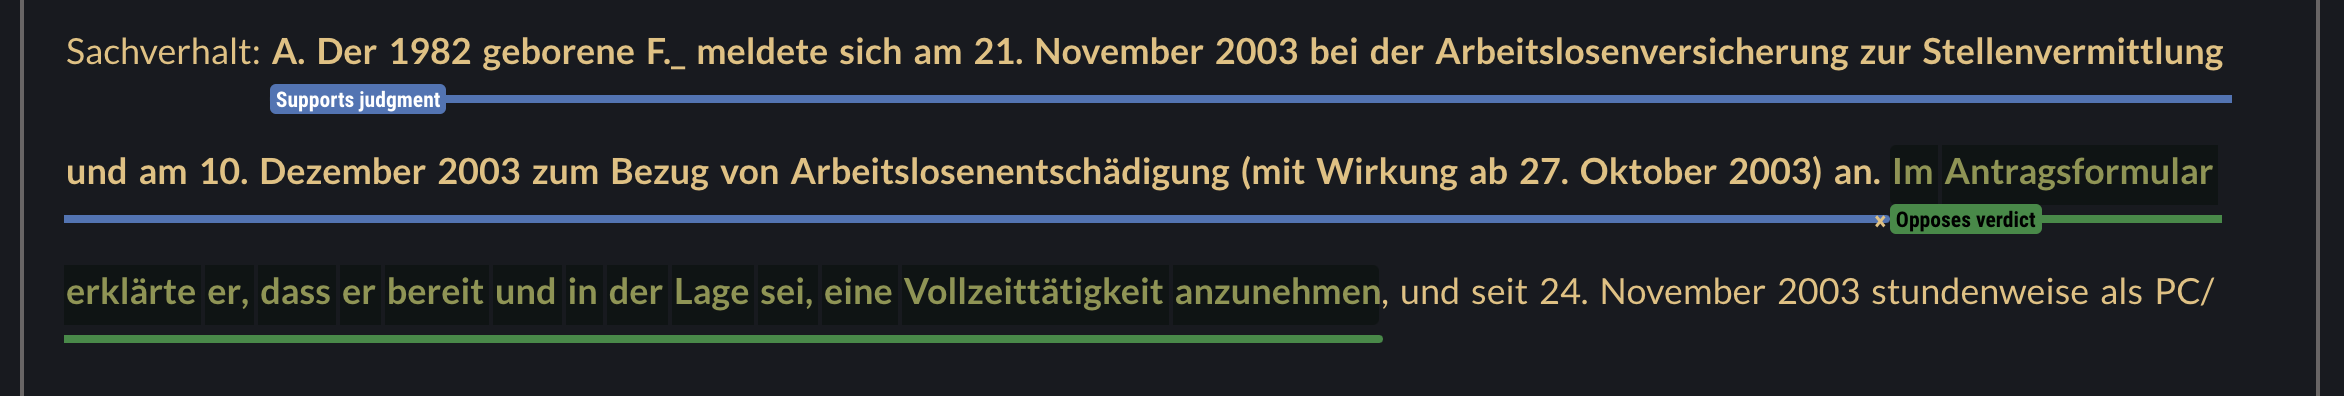 Sachverhalt: A. Der 1982 geborene F._ meldete sich am 21. November 2003 bei der Arbeitslosenversicherung zur Stellenvermittlung
Supports judgment
und am 10. Dezember 2003 zum Bezug von Arbeitslosenentschädigung (mit Wirkung ab 27. Oktober 2003) an. Im Antragsformular
× Opposes verdict
erklärte er, dass er bereit und in der Lage sei, eine Vollzeittätigkeit anzunehmen, und seit 24. November 2003 stundenweise als PC/